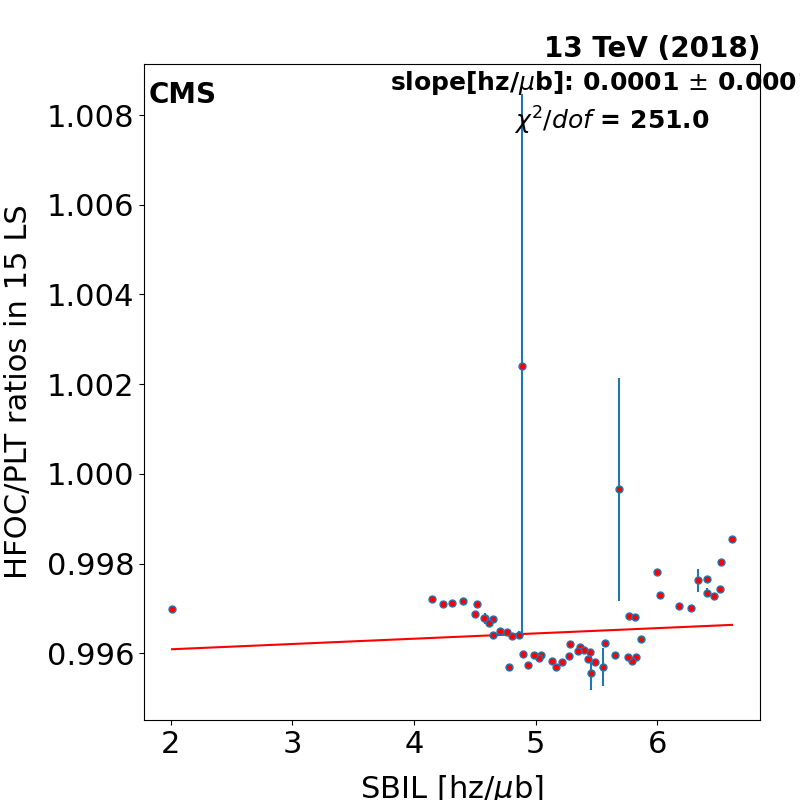 13 TeV (2018)
CMS
slope[hz/μb]: 0.0001 ± 0.000
χ²/dof = 251.0
HFOC/PLT ratios in 15 LS
1.008
1.006
1.004
1.002
1.000
0.998
0.996
2 3 4 5 6
SBIL [hz/μb]